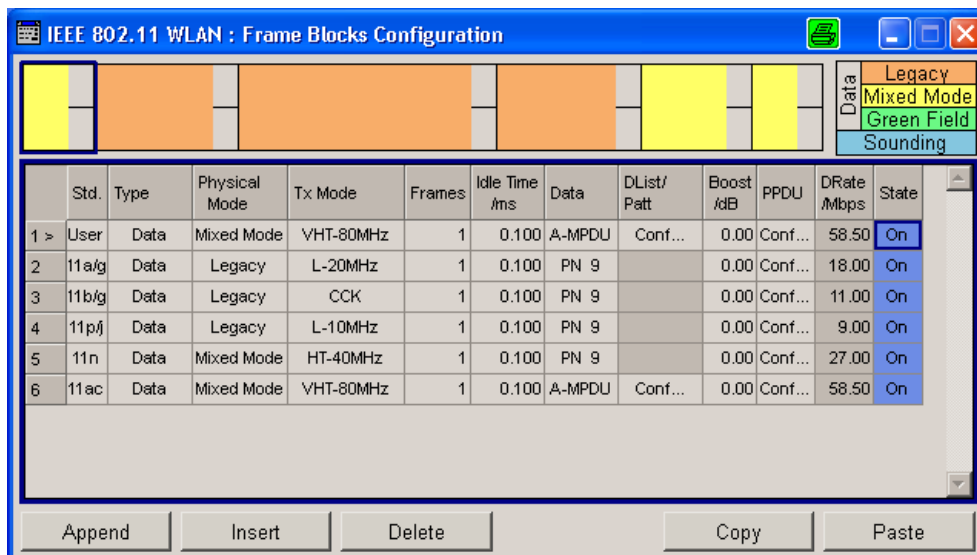 IEEE 802.11 WLAN : Frame Blocks Configuration
Data
Legacy
Mixed Mode
Green Field
Sounding
Std. Type Physical Mode Tx Mode Frames Idle Time /ms Data DList/ Patt Boost /dB PPDU DRate /Mbps State
1 > User Data Mixed Mode VHT-80MHz 1 0.100 A-MPDU Conf... 0.00 Conf... 58.50 On
2 11a/g Data Legacy L-20MHz 1 0.100 PN 9 0.00 Conf... 18.00 On
3 11b/g Data Legacy CCK 1 0.100 PN 9 0.00 Conf... 11.00 On
4 11p/j Data Legacy L-10MHz 1 0.100 PN 9 0.00 Conf... 9.00 On
5 11n Data Mixed Mode HT-40MHz 1 0.100 PN 9 0.00 Conf... 27.00 On
6 11ac Data Mixed Mode VHT-80MHz 1 0.100 A-MPDU Conf... 0.00 Conf... 58.50 On
Append Insert Delete Copy Paste